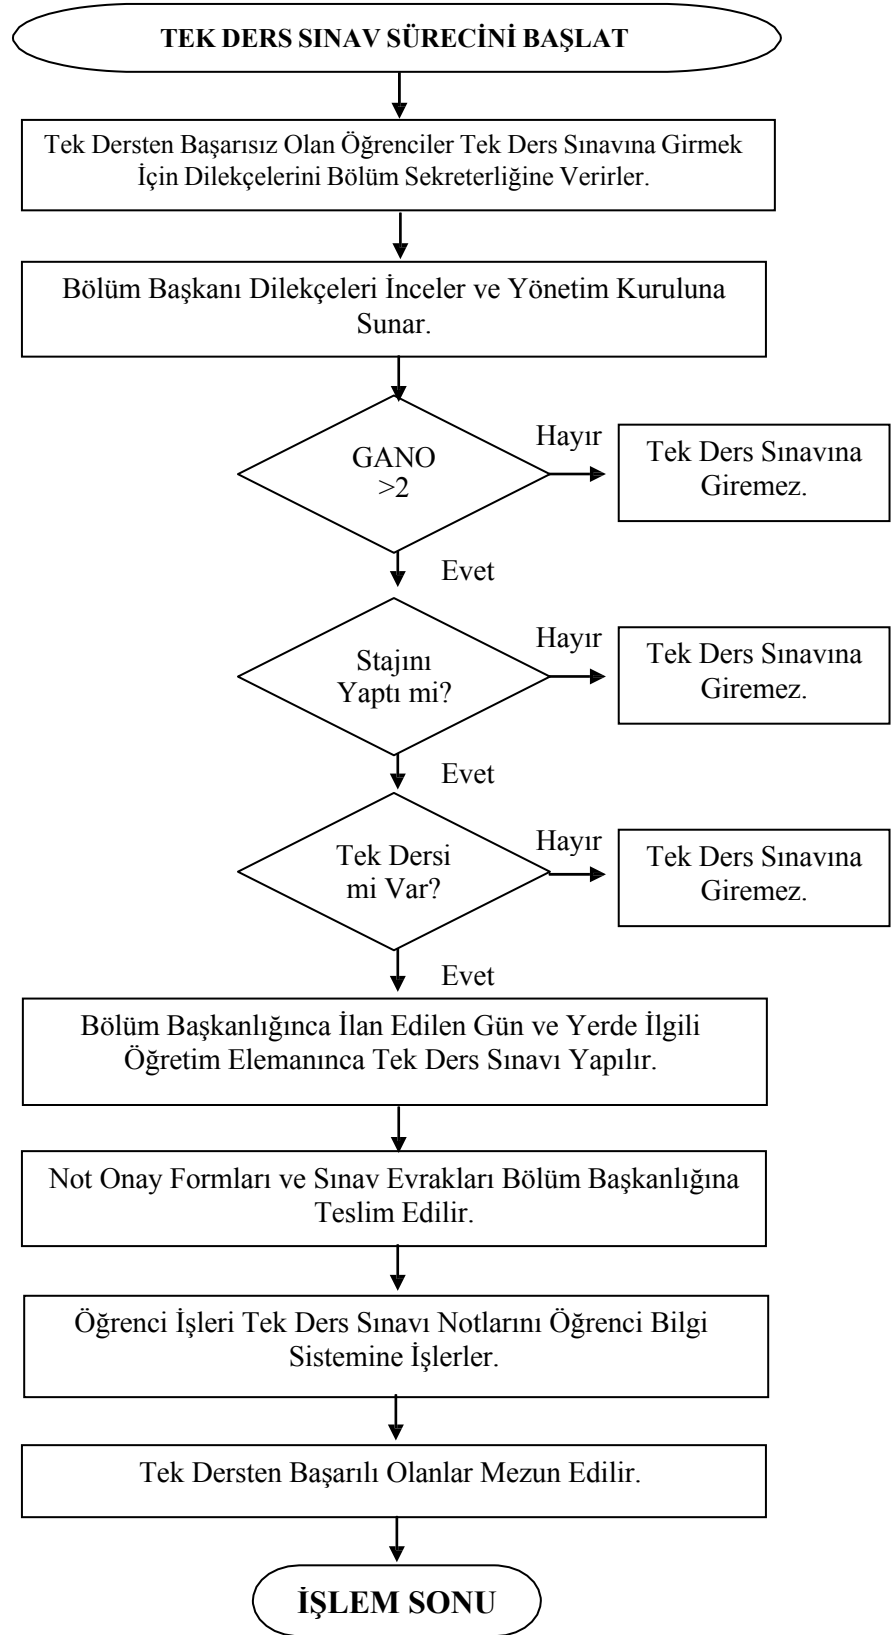 TEK DERS SINAV SÜRECİNİ BAŞLAT
Tek Dersten Başarısız Olan Öğrenciler Tek Ders Sınavına Girmek
İçin Dilekçelerini Bölüm Sekreterliğine Verirler.
Bölüm Başkanı Dilekçeleri İnceler ve Yönetim Kuruluna
Sunar.
GANO
>2
Hayır
Tek Ders Sınavına
Giremez.
Evet
Stajını
Yaptı mi?
Hayır
Tek Ders Sınavına
Giremez.
Evet
Tek Dersi
mi Var?
Hayır
Tek Ders Sınavına
Giremez.
Evet
Bölüm Başkanlığınca İlan Edilen Gün ve Yerde İlgili
Öğretim Elemanınca Tek Ders Sınavı Yapılır.
Not Onay Formları ve Sınav Evrakları Bölüm Başkanlığına
Teslim Edilir.
Öğrenci İşleri Tek Ders Sınavı Notlarını Öğrenci Bilgi
Sistemine İşlerler.
Tek Dersten Başarılı Olanlar Mezun Edilir.
İŞLEM SONU